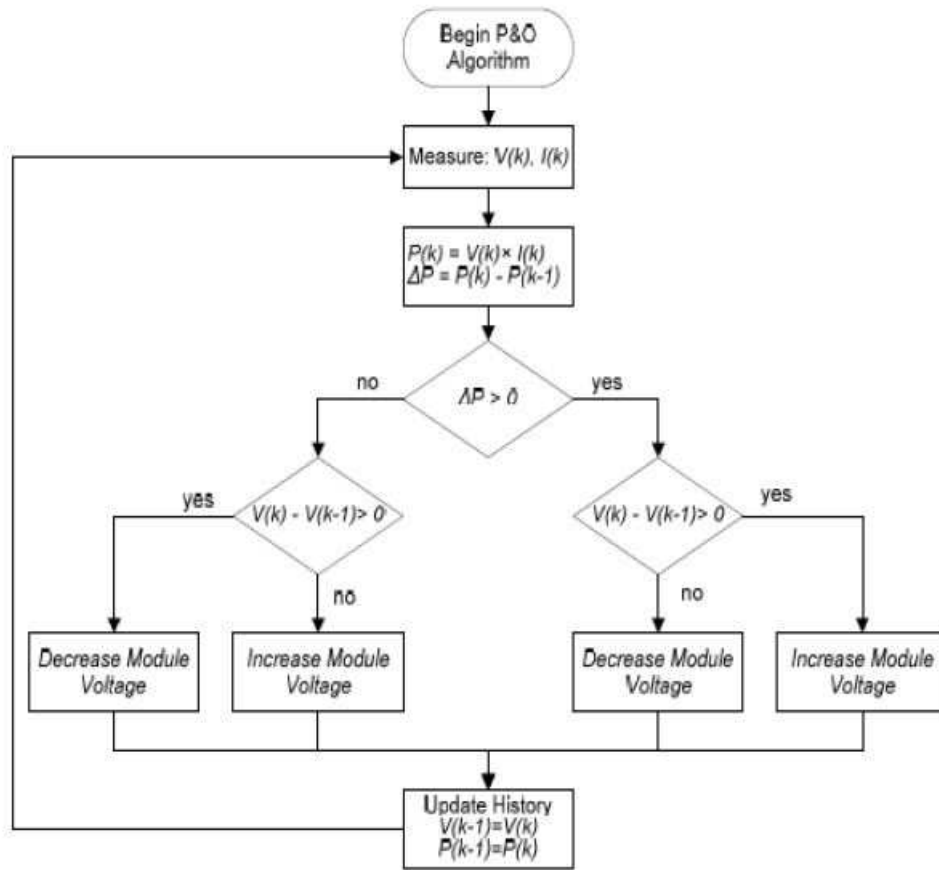 Begin P&O
Algorithm
Measure: V(k), I(k)
P(k) = V(k)× I(k)
ΔP = P(k) - P(k-1)
no
ΔP > 0
yes
yes
V(k) - V(k-1)> 0
V(k) - V(k-1)> 0
yes
no
no
Decrease Module
Voltage
Increase Module
Voltage
Decrease Module
Voltage
Increase Module
Voltage
Update History
V(k-1)=V(k)
P(k-1)=P(k)